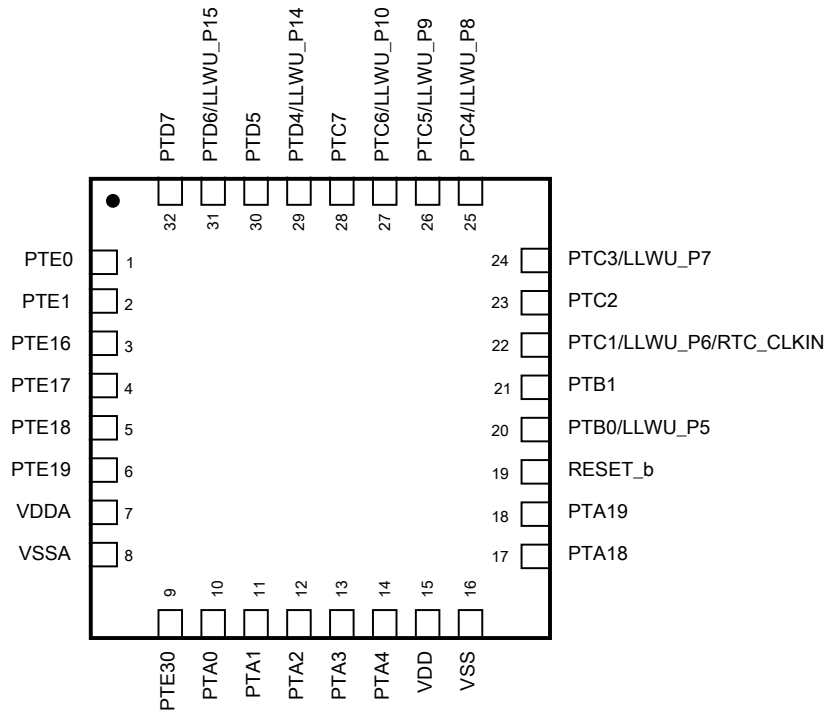 PTD7
PTD6/LLWU_P15
PTD5
PTD4/LLWU_P14
PTC7
PTC6/LLWU_P10
PTC5/LLWU_P9
PTC4/LLWU_P8
32
31
30
29
28
27
26
25
PTE0 1
PTE1 2
PTE16 3
PTE17 4
PTE18 5
PTE19 6
VDDA 7
VSSA 8
24 PTC3/LLWU_P7
23 PTC2
22 PTC1/LLWU_P6/RTC_CLKIN
21 PTB1
20 PTB0/LLWU_P5
19 RESET_b
18 PTA19
17 PTA18
9
10
11
12
13
14
15
16
PTE30
PTA0
PTA1
PTA2
PTA3
PTA4
VDD
VSS